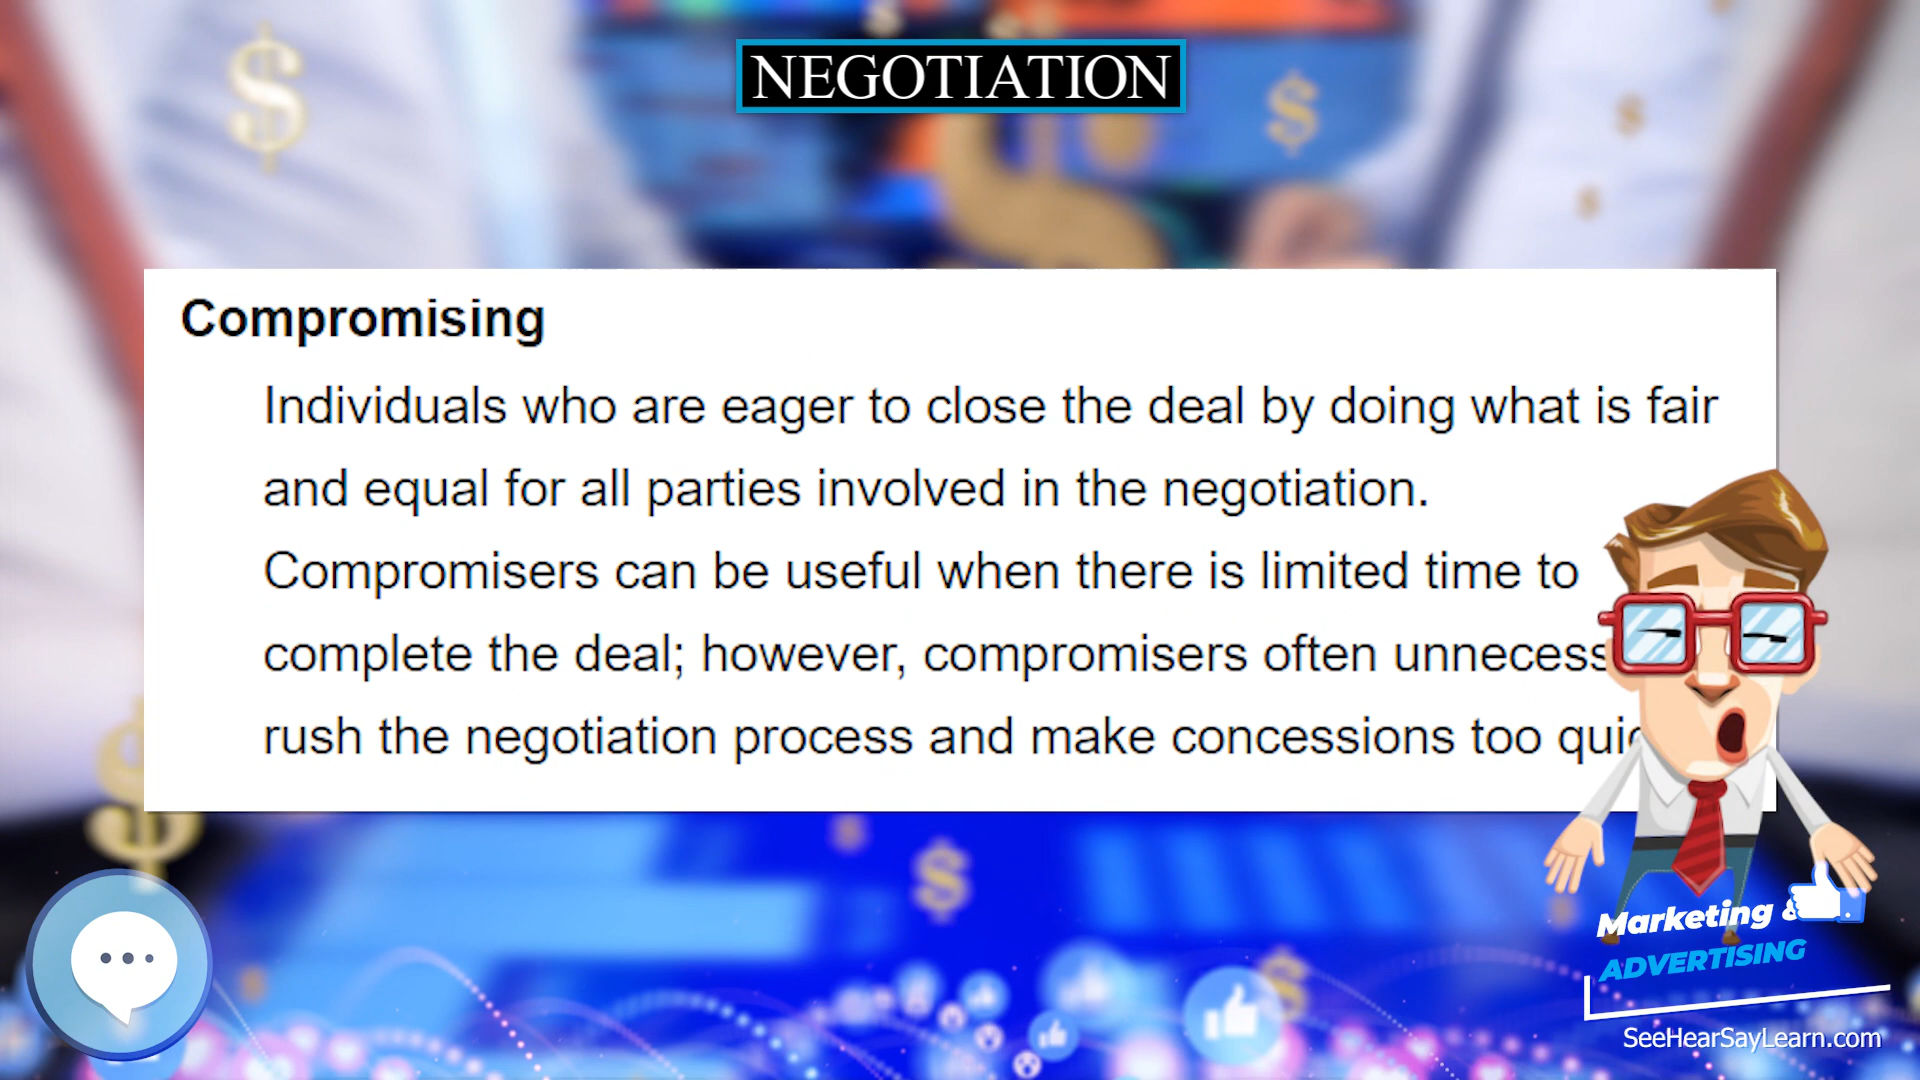 NEGOTIATION
Compromising
Individuals who are eager to close the deal by doing what is fair
and equal for all parties involved in the negotiation.
Compromisers can be useful when there is limited time to
complete the deal; however, compromisers often
rush the negotiation process and make concessions too
Marketing &
ADVERTISING
SeeHearSayLearn.com